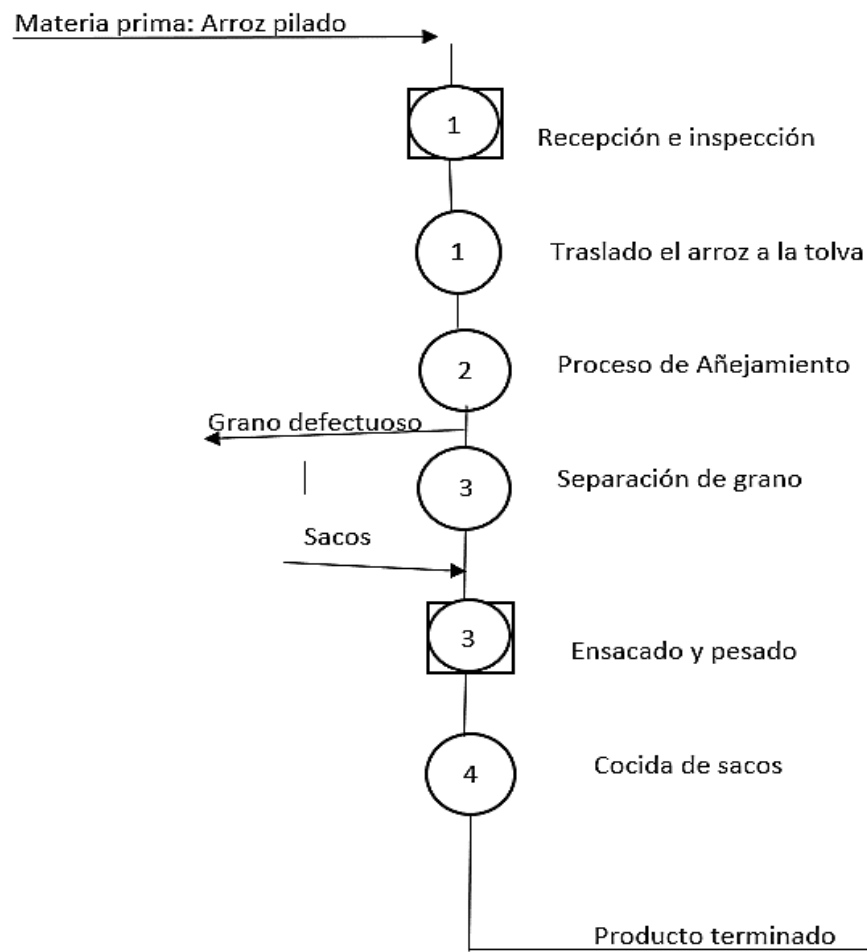 Materia prima: Arroz pilado
1
Recepción e inspección
1
Traslado el arroz a la tolva
2
Proceso de Añejamiento
Grano defectuoso
3
Separación de grano
Sacos
3
Ensacado y pesado
4
Cocida de sacos
Producto terminado